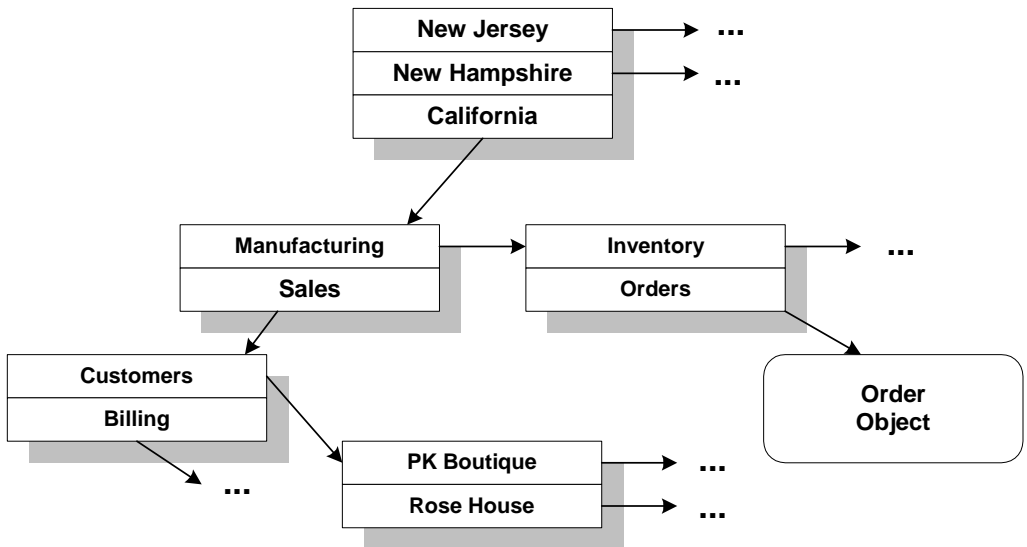 New Jersey
...
New Hampshire
...
California
Manufacturing
Inventory
...
Sales
Orders
Customers
Billing
Order
Object
...
PK Boutique
...
Rose House
...